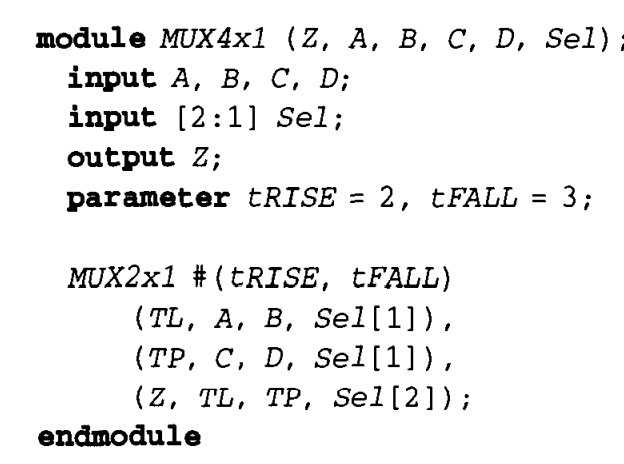 module MUX4x1 (Z, A, B, C, D, Sel);
input A, B, C, D;
input [2:1] Sel;
output Z;
parameter tRISE = 2, tFALL = 3;
MUX2x1 #(tRISE, tFALL)
(TL, A, B, Sel[1]),
(TP, C, D, Sel[1]),
(Z, TL, TP, Sel[2]);
endmodule